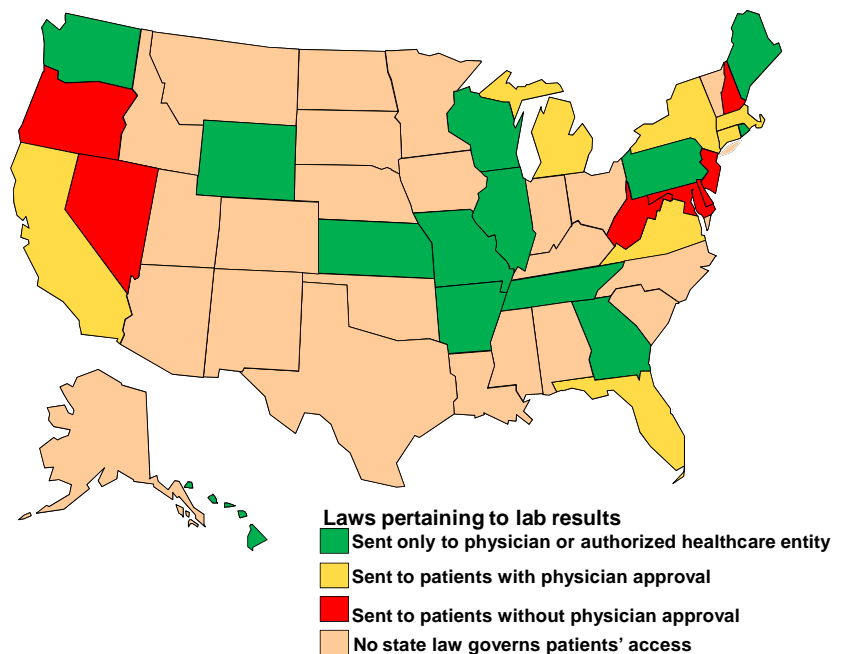 Laws pertaining to lab results
Sent only to physician or authorized healthcare entity
Sent to patients with physician approval
Sent to patients without physician approval
No state law governs patients’ access